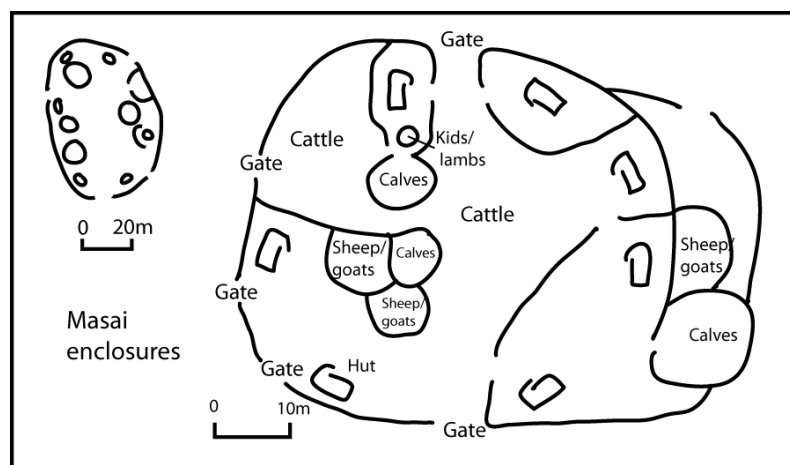 Gate
Kids/
lambs
Cattle
Gate
Calves
Cattle
0 20m
Sheep/
goats
Calves
Sheep/
goats
Sheep/
goats
Gate
Masai
enclosures
Calves
Gate
Hut
0 10m
Gate